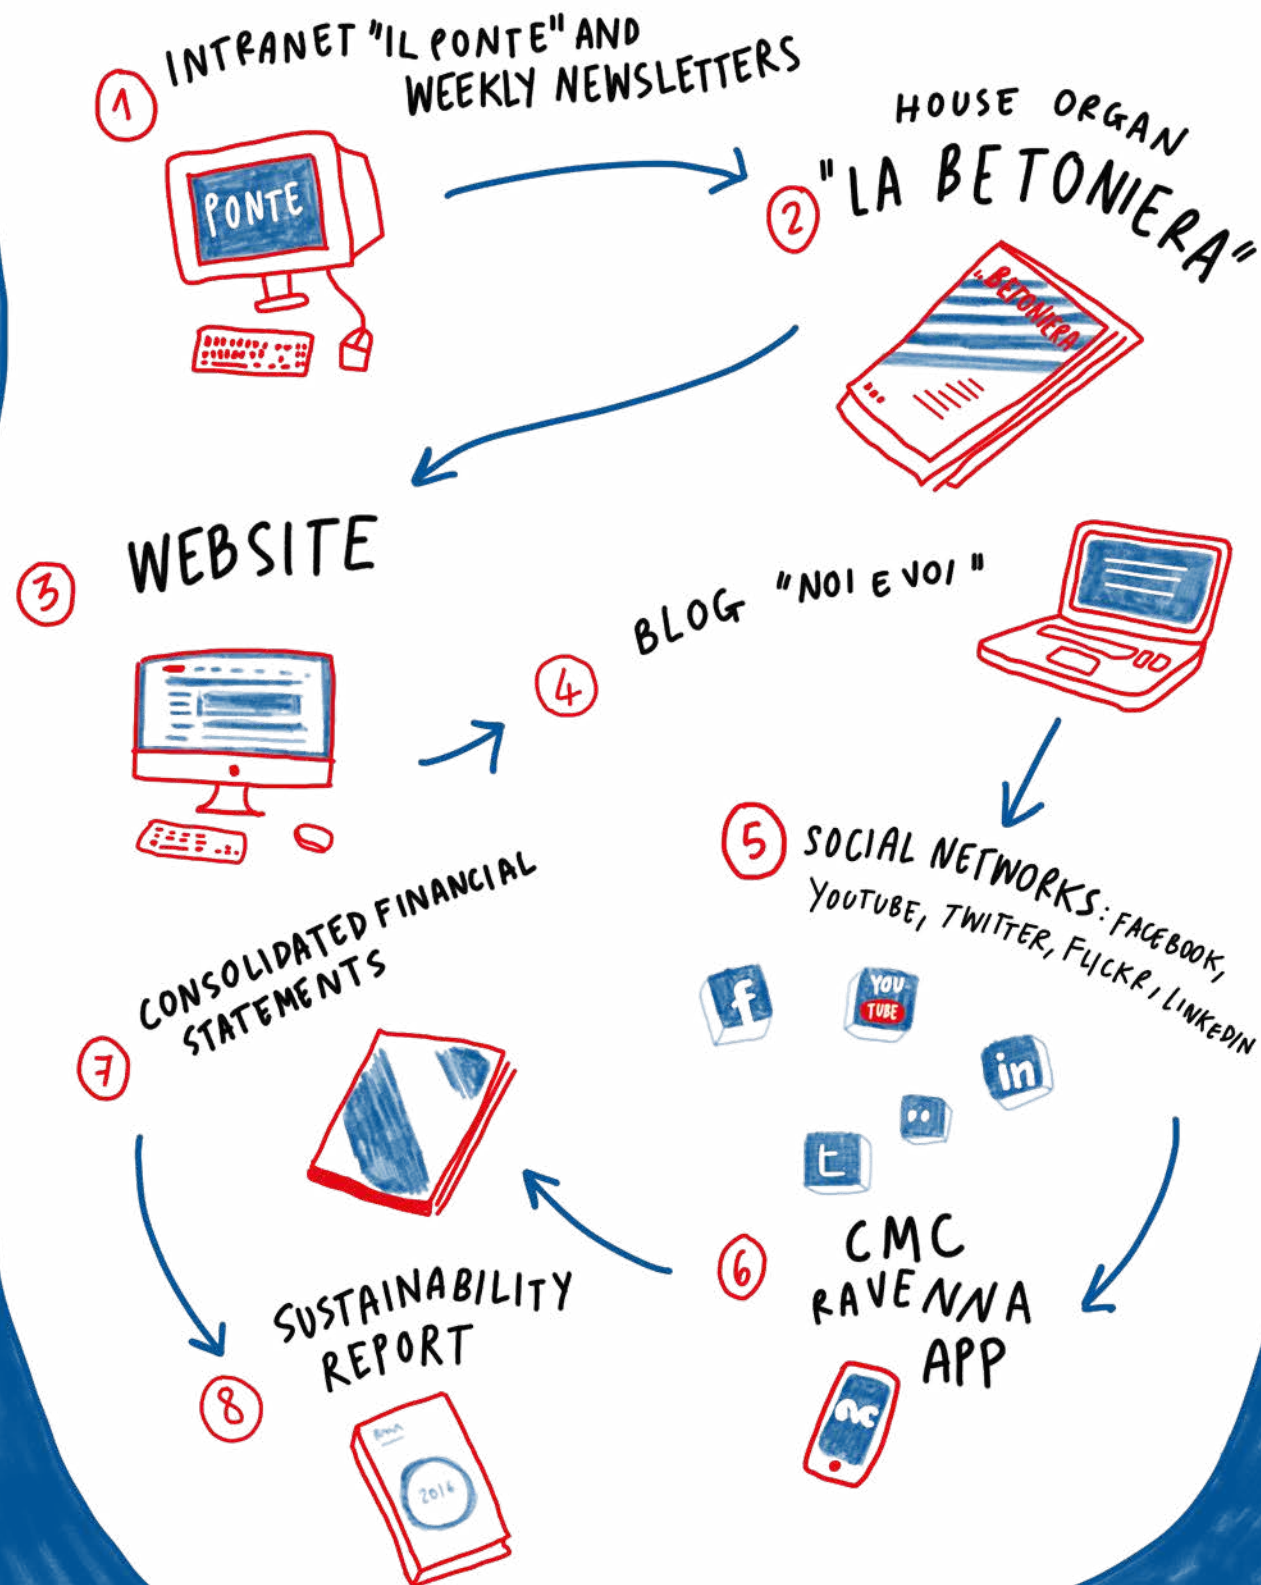 1
INTRANET "IL PONTE" AND
WEEKLY NEWSLETTERS
PONTE
HOUSE ORGAN
2
"LA BETONIERA"
"BETONIERA
3
WEBSITE
4
BLOG "NOI E VOI"
5
SOCIAL NETWORKS: FACEBOOK,
YOUTUBE, TWITTER, FLICKR, LINKEDIN
f
YOU
TUBE
in
t
6
CMC
RAVENNA
APP
7
CONSOLIDATED FINANCIAL
STATEMENTS
8
SUSTAINABILITY
REPORT
2016